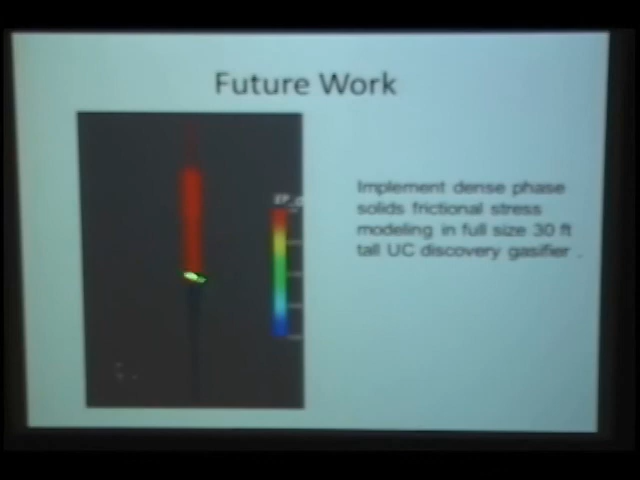 Future Work
Implement dense phase
solids frictional stress
modeling in full size 30 ft
tall UC discovery gasifier .